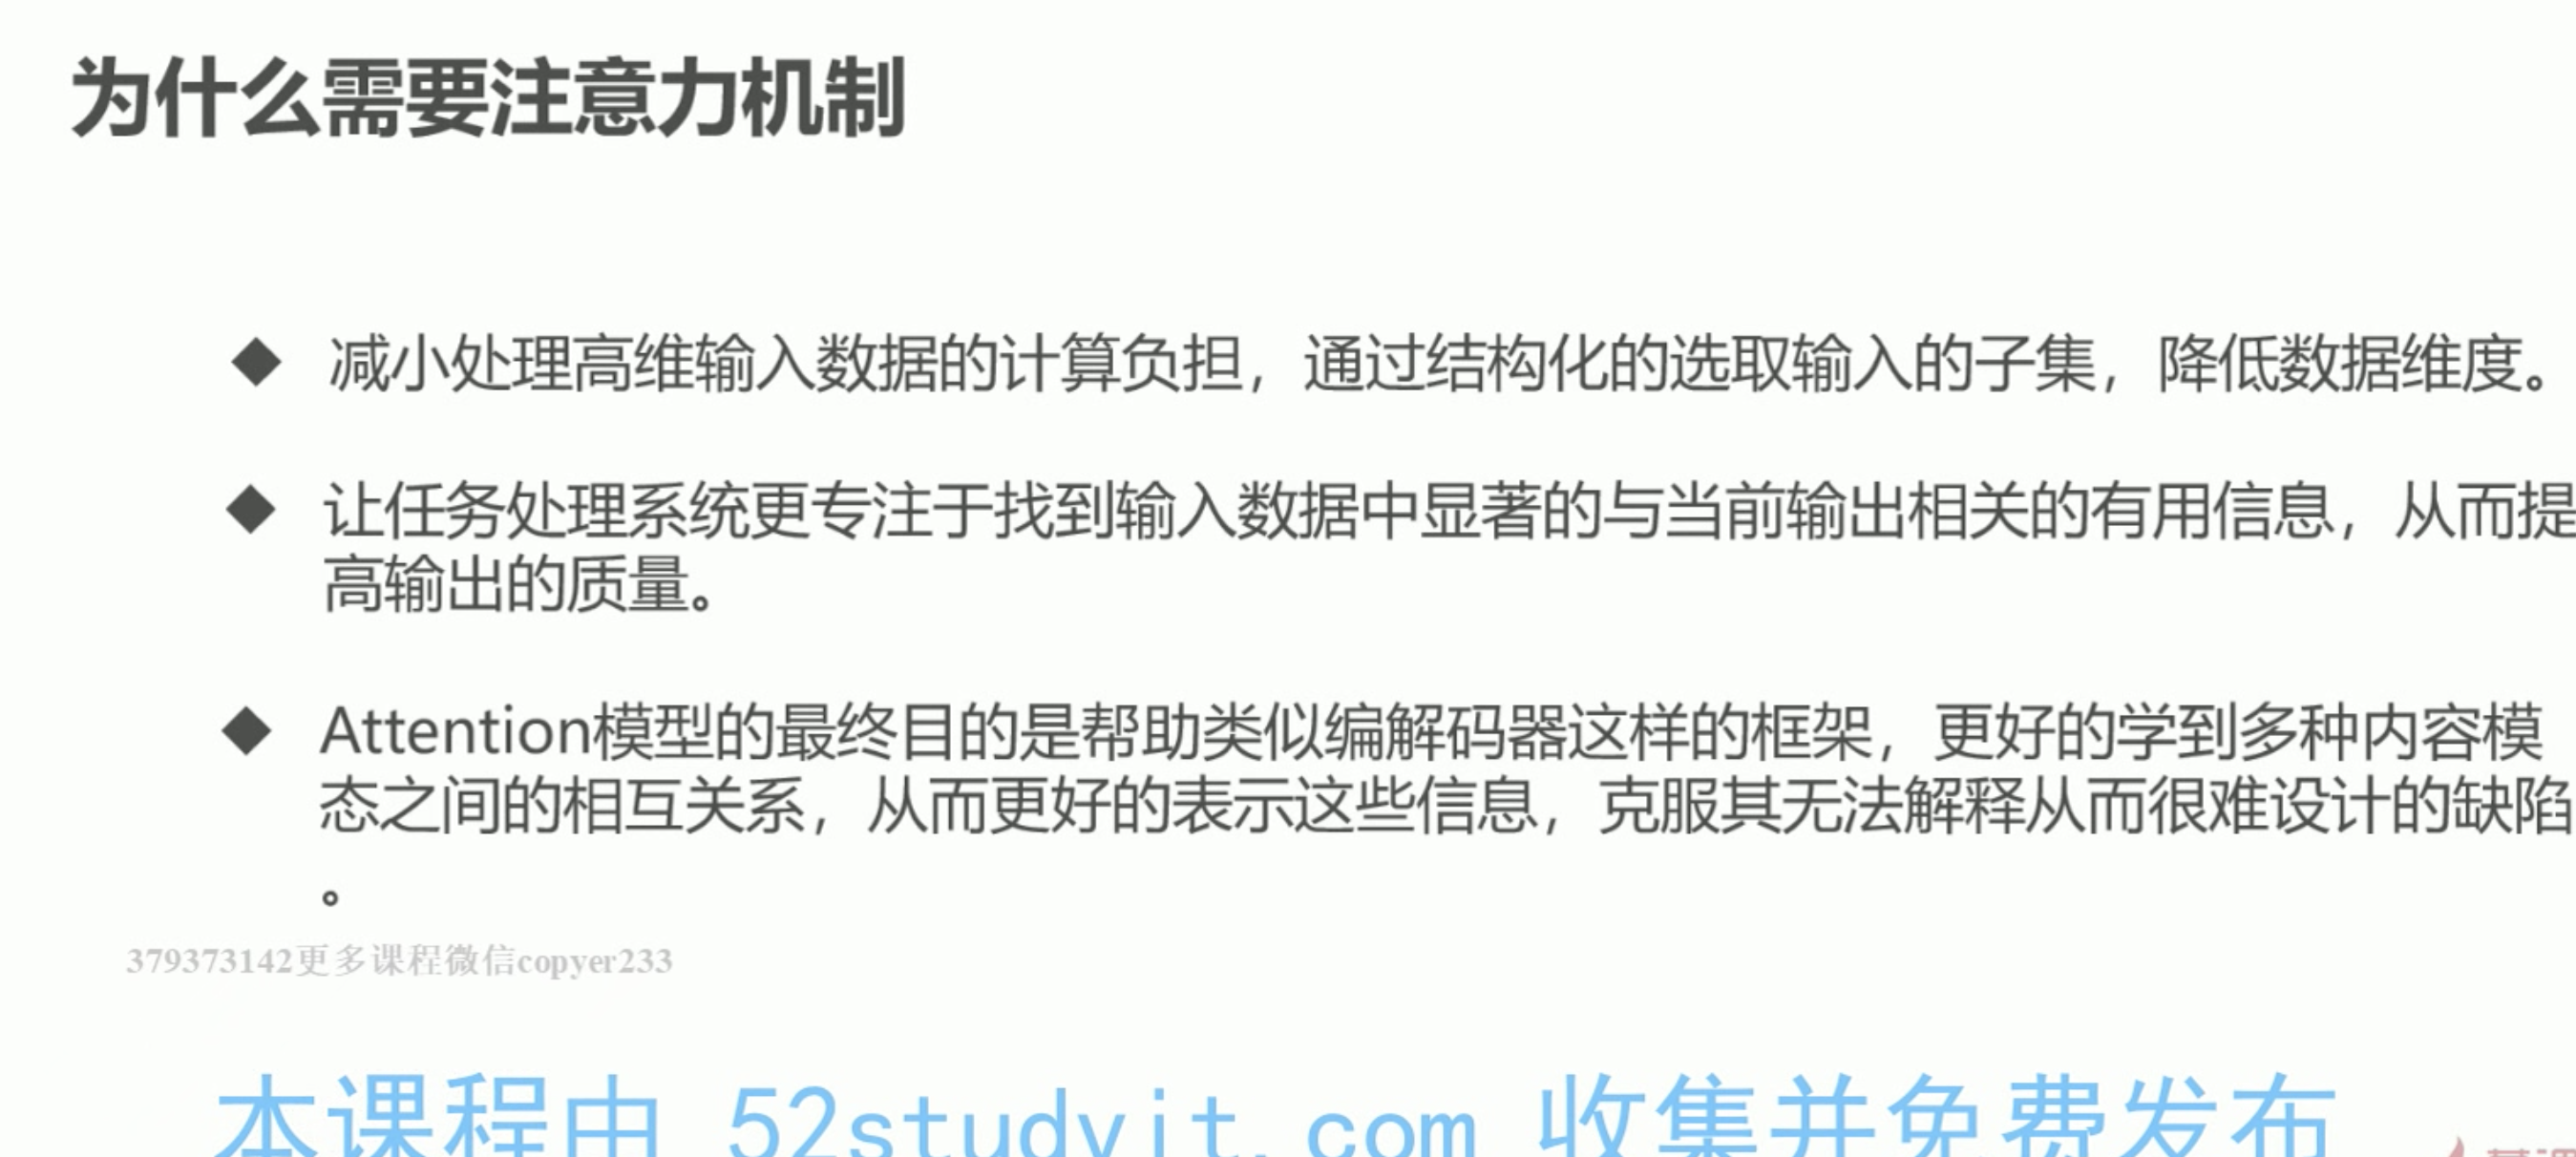 为什么需要注意力机制
◆ 减小处理高维输入数据的计算负担，通过结构化的选取输入的子集，降低数据维度。
◆ 让任务处理系统更专注于找到输入数据中显著的与当前输出相关的有用信息，从而提
高输出的质量。
◆ Attention模型的最终目的是帮助类似编解码器这样的框架，更好的学到多种内容模
态之间的相互关系，从而更好的表示这些信息，克服其无法解释从而很难设计的缺陷
。
379373142更多课程微信copyer233
本课程由 52studyit.com 收集并免费发布